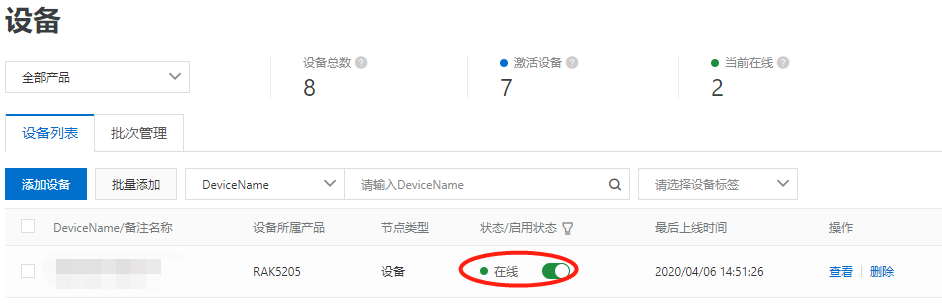 设备
全部产品
设备总数 ?
8
激活设备 ?
7
当前在线 ?
2
设备列表
批次管理
添加设备
批量添加
DeviceName
请输入DeviceName
请选择设备标签
DeviceName/备注名称
设备所属产品
节点类型
状态/启用状态
最后上线时间
操作
RAK5205
设备
在线
2020/04/06 14:51:26
查看
删除